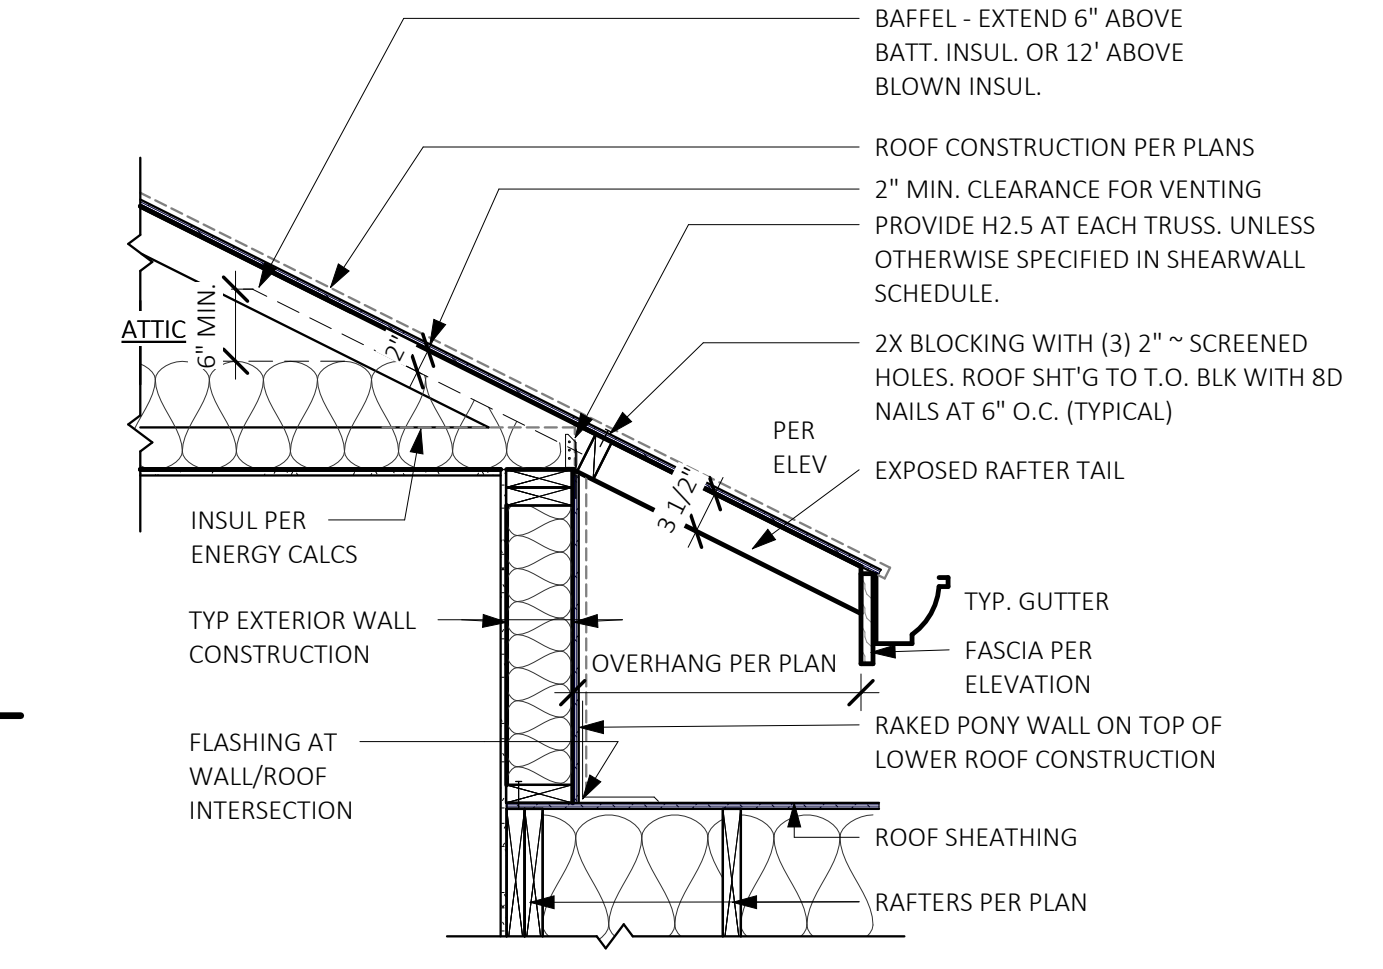 BAFFEL - EXTEND 6" ABOVE
BATT. INSUL. OR 12' ABOVE
BLOWN INSUL.
ROOF CONSTRUCTION PER PLANS
2" MIN. CLEARANCE FOR VENTING
PROVIDE H2.5 AT EACH TRUSS. UNLESS
OTHERWISE SPECIFIED IN SHEARWALL
SCHEDULE.
2X BLOCKING WITH (3) 2" ~ SCREENED
HOLES. ROOF SHT'G TO T.O. BLK WITH 8D
NAILS AT 6" O.C. (TYPICAL)
PER
ELEV
EXPOSED RAFTER TAIL
ATTIC
6" MIN.
2"
3 1/2"
INSUL PER
ENERGY CALCS
TYP EXTERIOR WALL
CONSTRUCTION
OVERHANG PER PLAN
TYP. GUTTER
FASCIA PER
ELEVATION
RAKED PONY WALL ON TOP OF
LOWER ROOF CONSTRUCTION
FLASHING AT
WALL/ROOF
INTERSECTION
ROOF SHEATHING
RAFTERS PER PLAN